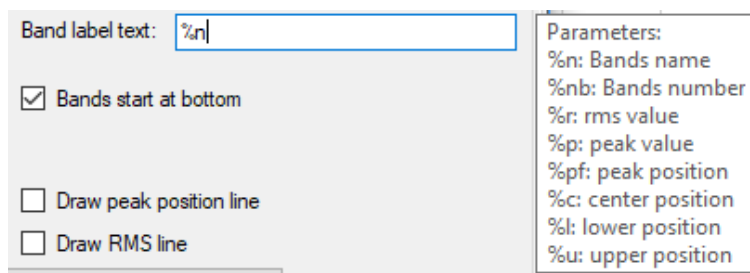 Band label text: %n
Bands start at bottom
Draw peak position line
Draw RMS line
Parameters:
%n: Bands name
%nb: Bands number
%r: rms value
%p: peak value
%pf: peak position
%c: center position
%l: lower position
%u: upper position